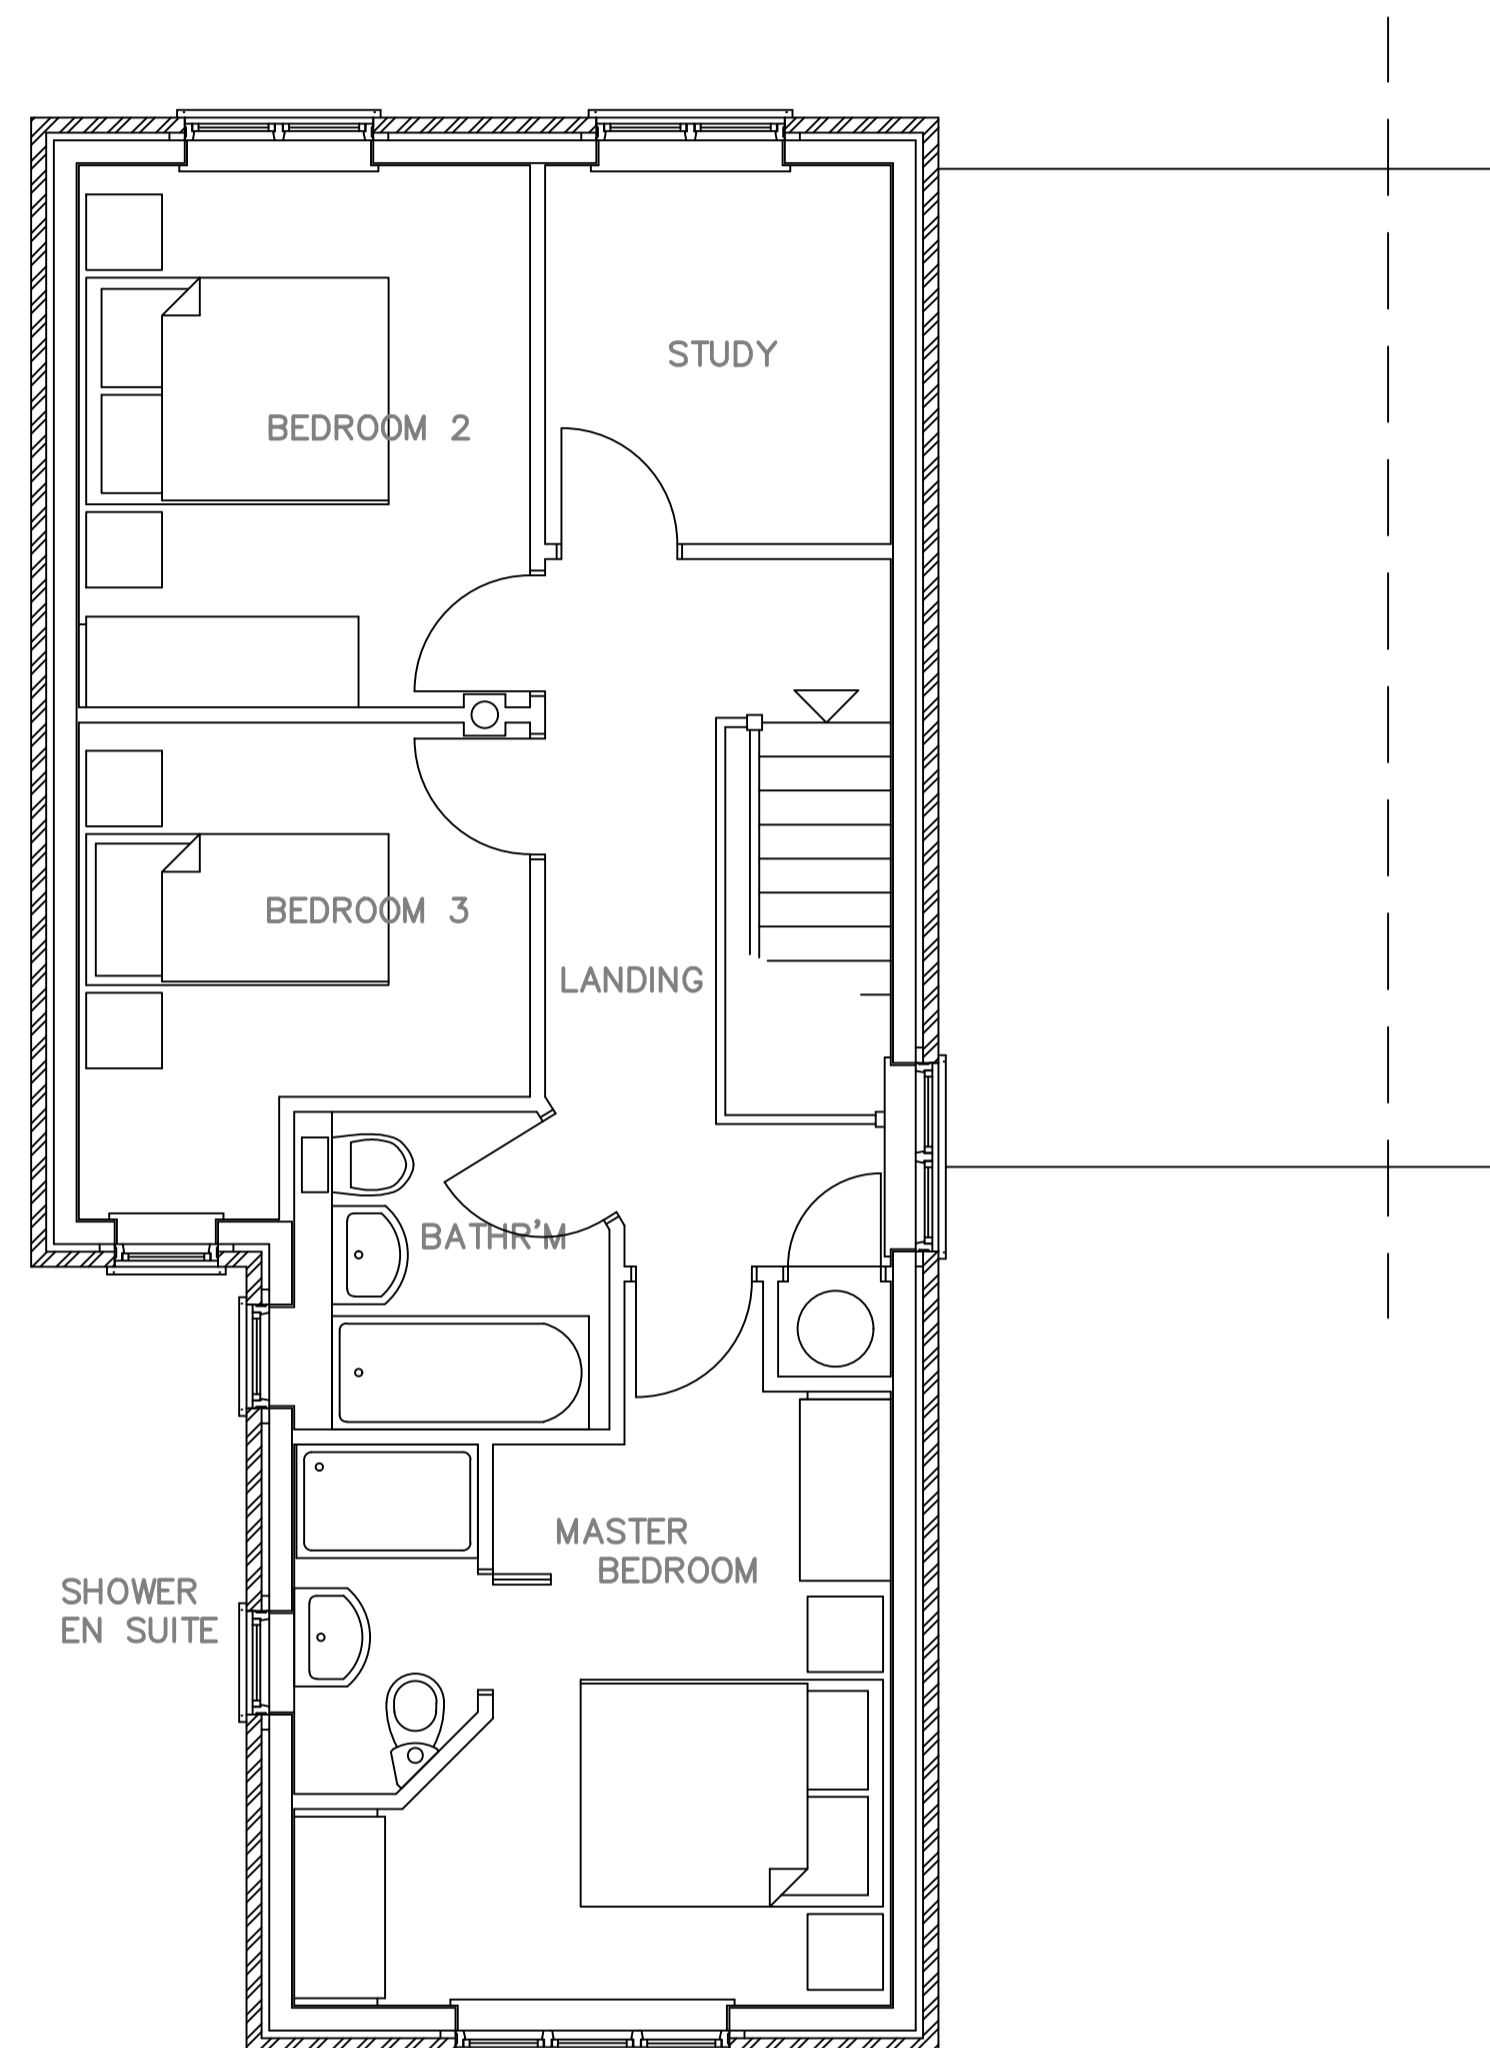 STUDY
BEDROOM 2
BEDROOM 3
LANDING
BATHR'M
MASTER
BEDROOM
SHOWER
EN SUITE